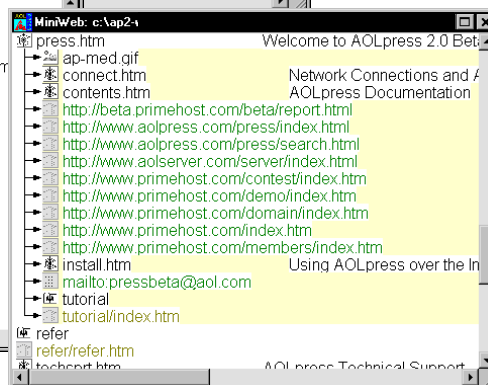 MiniWeb: c:\ap2-
press.htm Welcome to AOLpress 2.0 Beta
ap-med.gif
connect.htm Network Connections and A
contents.htm AOLpress Documentation
http://beta.primehost.com/beta/report.html
http://www.aolpress.com/press/index.html
http://www.aolpress.com/press/search.html
http://www.aolserver.com/server/index.html
http://www.primehost.com/contest/index.htm
http://www.primehost.com/demo/index.htm
http://www.primehost.com/domain/index.htm
http://www.primehost.com/index.htm
http://www.primehost.com/members/index.htm
install.htm Using AOLpress over the In
mailto:pressbeta@aol.com
tutorial
tutorial/index.htm
refer
refer/refer.htm
techsprt.htm AOLpress Technical Support